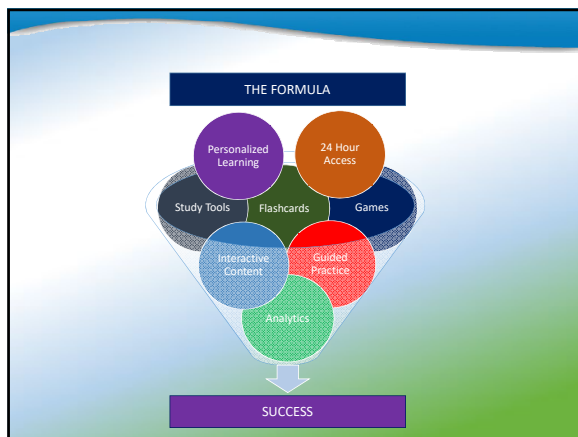 THE FORMULA
Personalized
Learning
24 Hour
Access
Study Tools
Flashcards
Games
Interactive
Content
Guided
Practice
Analytics
SUCCESS